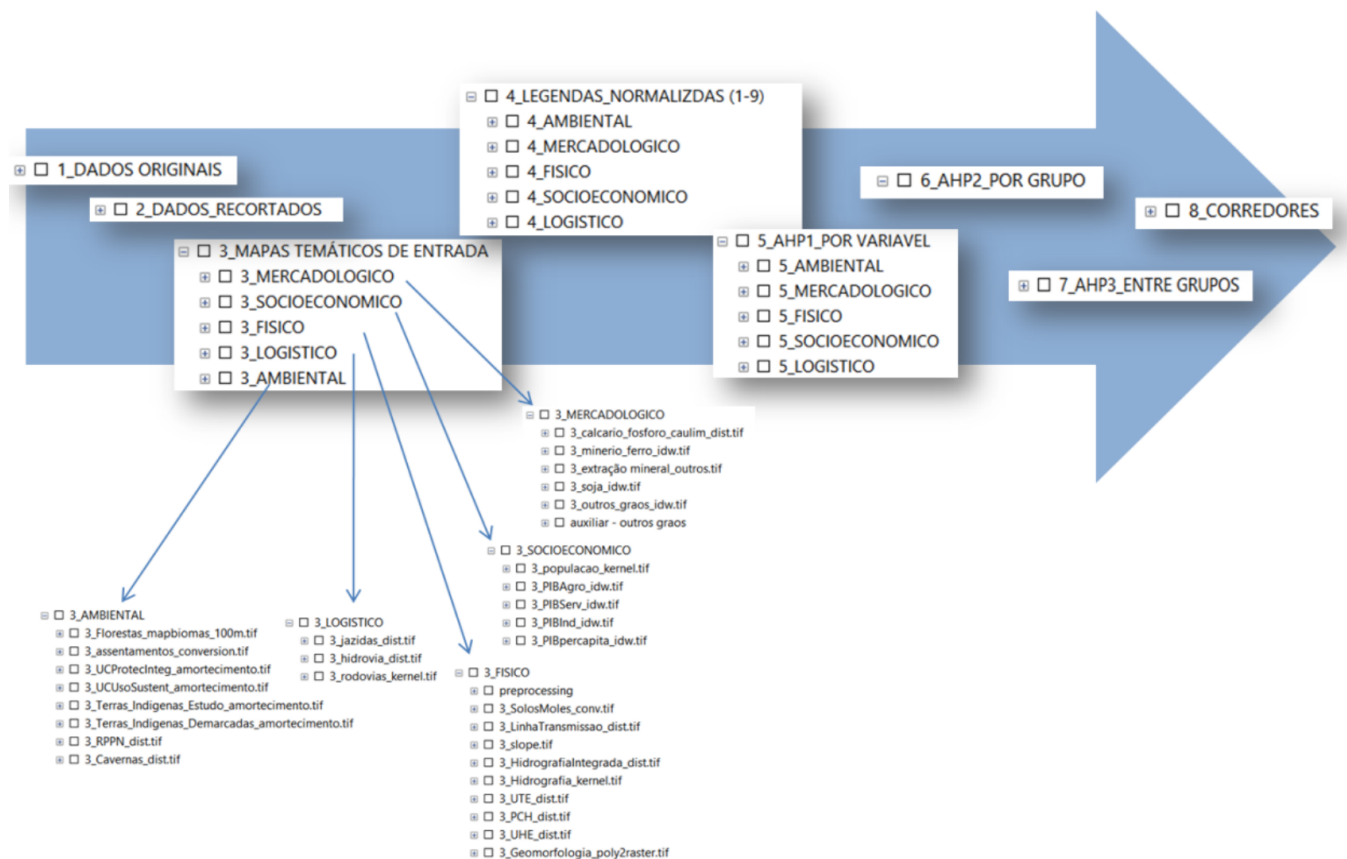 1_DADOS ORIGINAIS
2_DADOS_RECORTADOS
3_MAPAS TEMÁTICOS DE ENTRADA
3_MERCADOLOGICO
3_SOCIOECONOMICO
3_FISICO
3_LOGISTICO
3_AMBIENTAL
4_LEGENDAS_NORMALIZDAS (1-9)
4_AMBIENTAL
4_MERCADOLOGICO
4_FISICO
4_SOCIOECONOMICO
4_LOGISTICO
5_AHP1_POR VARIAVEL
5_AMBIENTAL
5_MERCADOLOGICO
5_FISICO
5_SOCIOECONOMICO
5_LOGISTICO
6_AHP2_POR GRUPO
7_AHP3_ENTRE GRUPOS
8_CORREDORES
3_MERCADOLOGICO
3_calcario_fosforo_caulim_dist.tif
3_minerio_ferro_idw.tif
3_extração mineral_outros.tif
3_soja_idw.tif
3_outros_graos_idw.tif
auxiliar - outros graos
3_SOCIOECONOMICO
3_populacao_kernel.tif
3_PIBAgro_idw.tif
3_PIBServ_idw.tif
3_PIBInd_idw.tif
3_PIBpercapita_idw.tif
3_AMBIENTAL
3_Florestas_mapbiomas_100m.tif
3_assentamentos_conversion.tif
3_UCProtecInteg_amortecimento.tif
3_UCUsoSustent_amortecimento.tif
3_Terras_Indigenas_Estudo_amortecimento.tif
3_Terras_Indigenas_Demarcadas_amortecimento.tif
3_RPPN_dist.tif
3_Cavernas_dist.tif
3_LOGISTICO
3_jazidas_dist.tif
3_hidrovia_dist.tif
3_rodovias_kernel.tif
3_FISICO
preprocessing
3_SolosMoles_conv.tif
3_LinhaTransmissao_dist.tif
3_slope.tif
3_HidrografiaIntegrada_dist.tif
3_Hidrografia_kernel.tif
3_UTE_dist.tif
3_PCH_dist.tif
3_UHE_dist.tif
3_Geomorfologia_poly2raster.tif